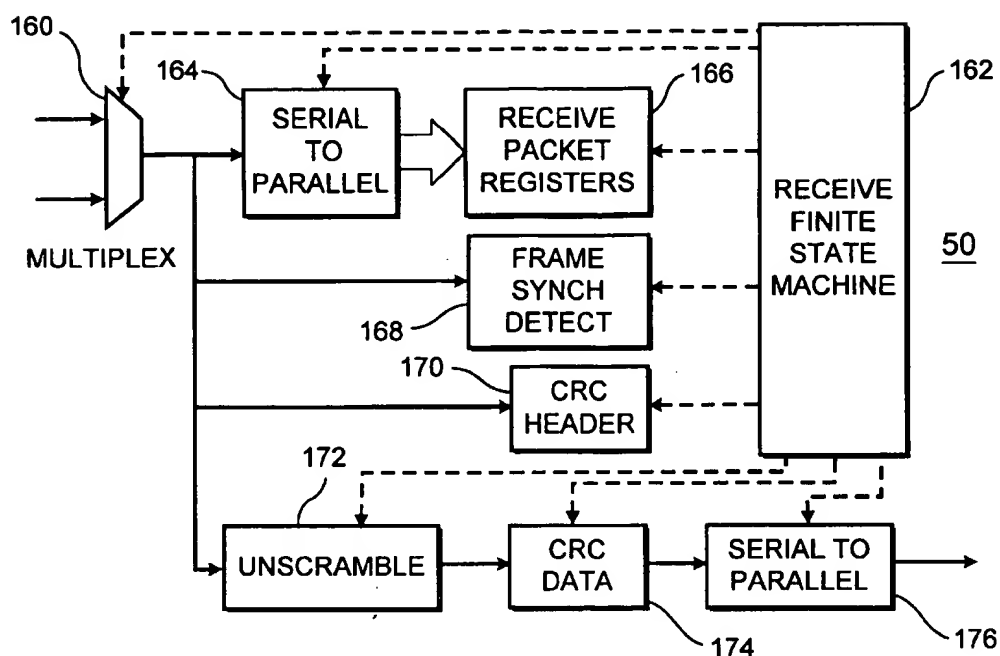 160
164
SERIAL
TO
PARALLEL
166
RECEIVE
PACKET
REGISTERS
162
RECEIVE
FINITE
STATE
MACHINE
50
MULTIPLEX
FRAME
SYNCH
DETECT
168
170
CRC
HEADER
172
UNSCRAMBLE
CRC
DATA
174
SERIAL TO
PARALLEL
176